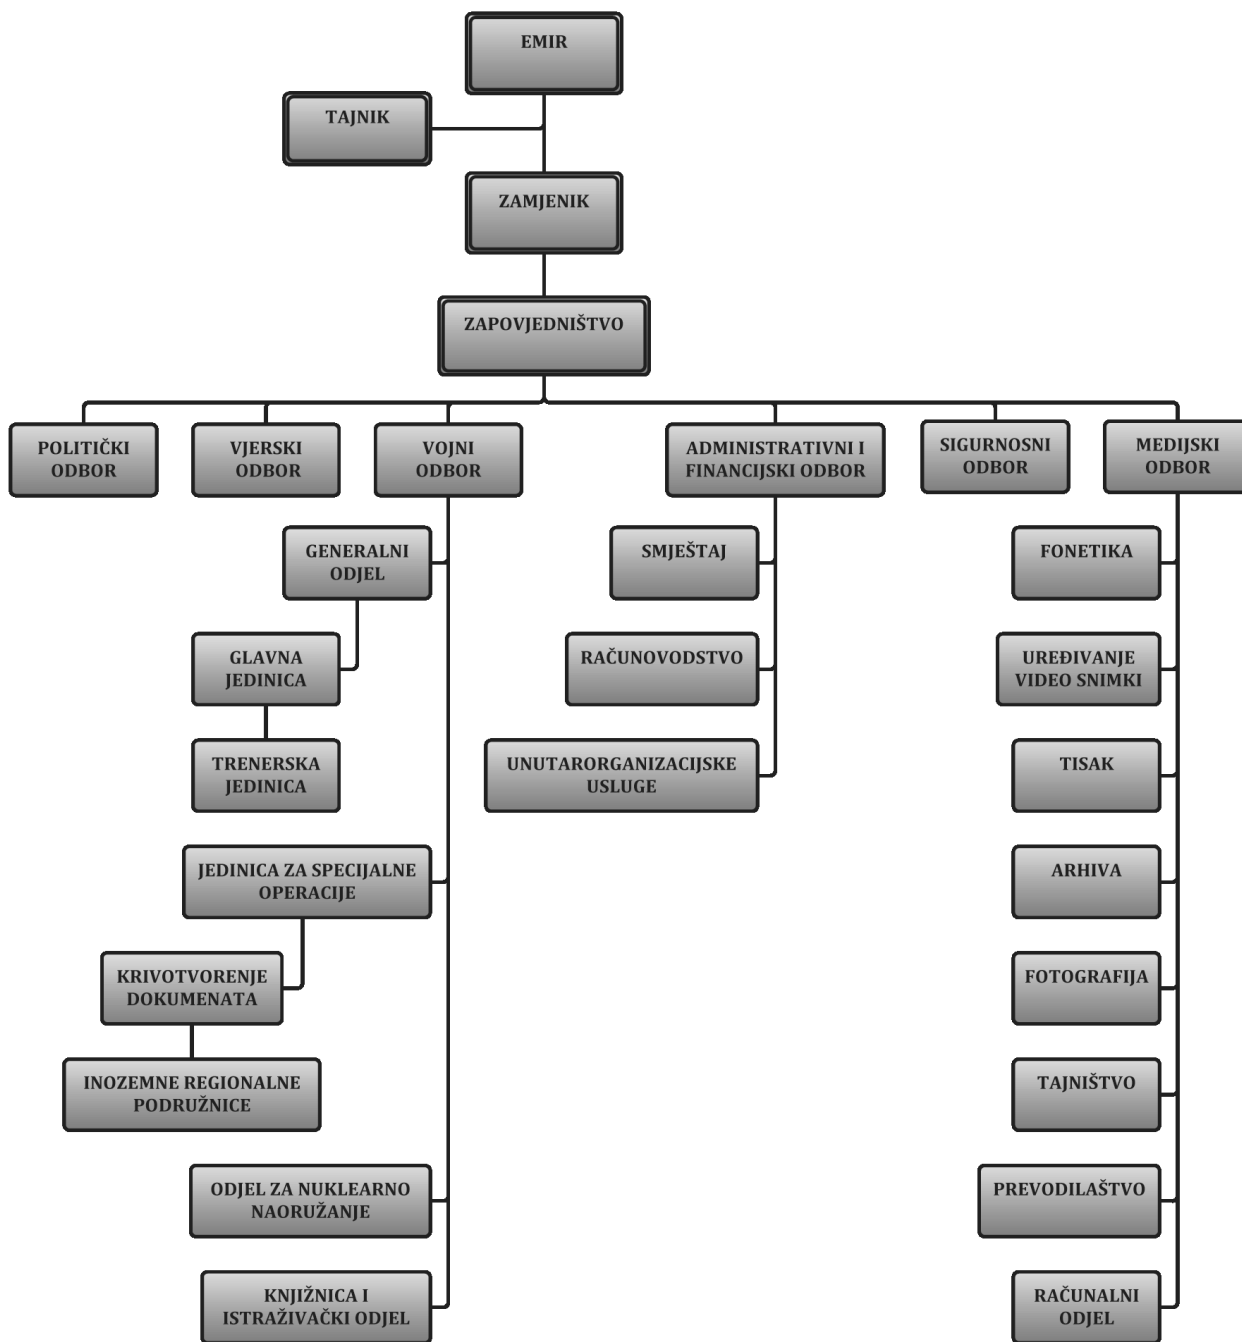 EMIR
TAJNIK
ZAMJENIK
ZAPOVJEDNIŠTVO
POLITIČKI
ODBOR
VJERSKI
ODBOR
VOJNI
ODBOR
ADMINISTRATIVNI I
FINANCIJSKI ODBOR
SIGURNOSNI
ODBOR
MEDIJSKI
ODBOR
GENERALNI
ODJEL
GLAVNA
JEDINICA
TRENERSKA
JEDINICA
JEDINICA ZA SPECIJALNE
OPERACIJE
KRIVOTVORENJE
DOKUMENATA
INOZEMNE REGIONALNE
PODRUŽNICE
ODJEL ZA NUKLEARNO
NAORUŽANJE
KNJIŽNICA I
ISTRAŽIVAČKI ODJEL
SMJEŠTAJ
RAČUNOVODSTVO
UNUTARORGANIZACIJSKE
USLUGE
FONETIKA
UREĐIVANJE
VIDEO SNIMKI
TISAK
ARHIVA
FOTOGRAFIJA
TAJNIŠTVO
PREVODILAŠTVO
RAČUNALNI
ODJEL